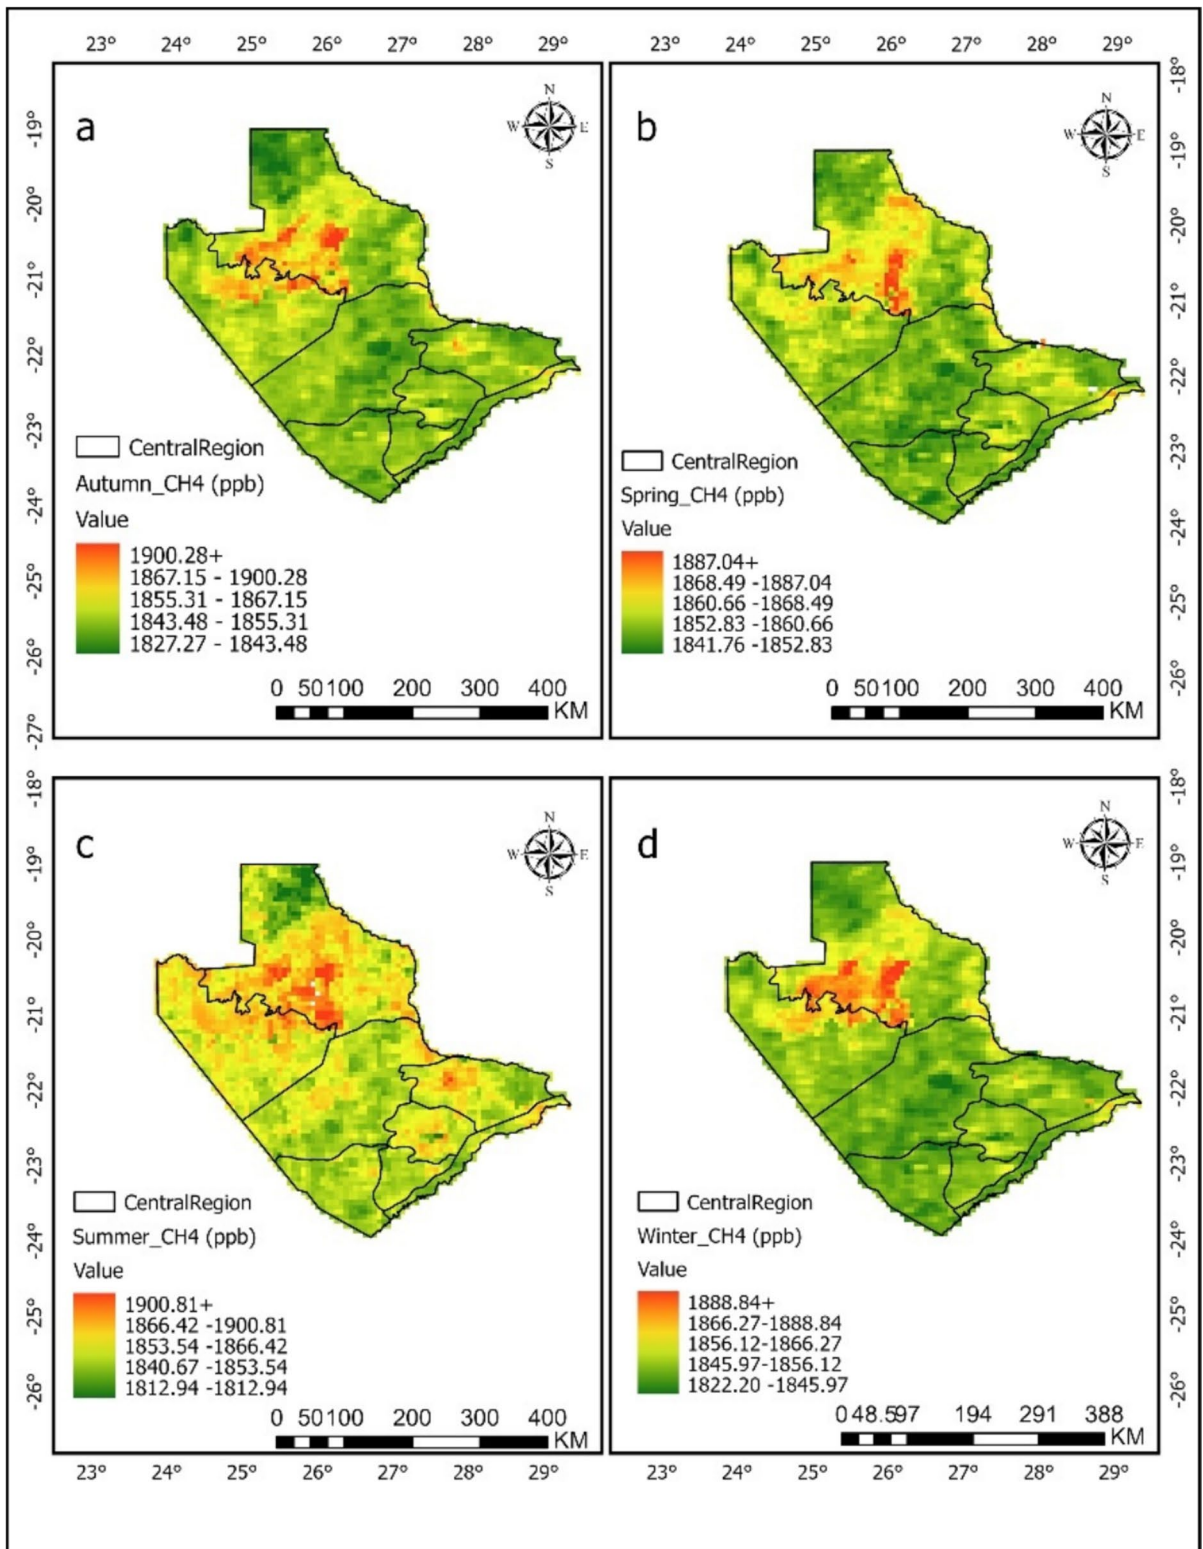 23° 24° 25° 26° 27° 28° 29° 23° 24° 25° 26° 27° 28° 29°
-18°
-19°
-20°
-21°
-22°
-23°
-24°
-25°
-26°
-27°
a
N
W E
S
CentralRegion
Autumn_CH4 (ppb)
Value
1900.28+
1867.15 - 1900.28
1855.31 - 1867.15
1843.48 - 1855.31
1827.27 - 1843.48
0 50 100 200 300 400
KM
b
N
W E
S
CentralRegion
Spring_CH4 (ppb)
Value
1887.04+
1868.49 -1887.04
1860.66 -1868.49
1852.83 -1860.66
1841.76 -1852.83
0 50 100 200 300 400
KM
-19°
-20°
-21°
-22°
-23°
-24°
-25°
-26°
-18°
-19°
-20°
-21°
-22°
-23°
-24°
-25°
-26°
c
N
W E
S
CentralRegion
Summer_CH4 (ppb)
Value
1900.81+
1866.42 -1900.81
1853.54 -1866.42
1840.67 -1853.54
1812.94 -1812.94
0 50 100 200 300 400
KM
d
N
W E
S
CentralRegion
Winter_CH4 (ppb)
Value
1888.84+
1866.27-1888.84
1856.12-1866.27
1845.97-1856.12
1822.20 -1845.97
0 48.5 97 194 291 388
KM
-18°
-19°
-20°
-21°
-22°
-23°
-24°
-25°
-26°
23° 24° 25° 26° 27° 28° 29° 23° 24° 25° 26° 27° 28° 29°